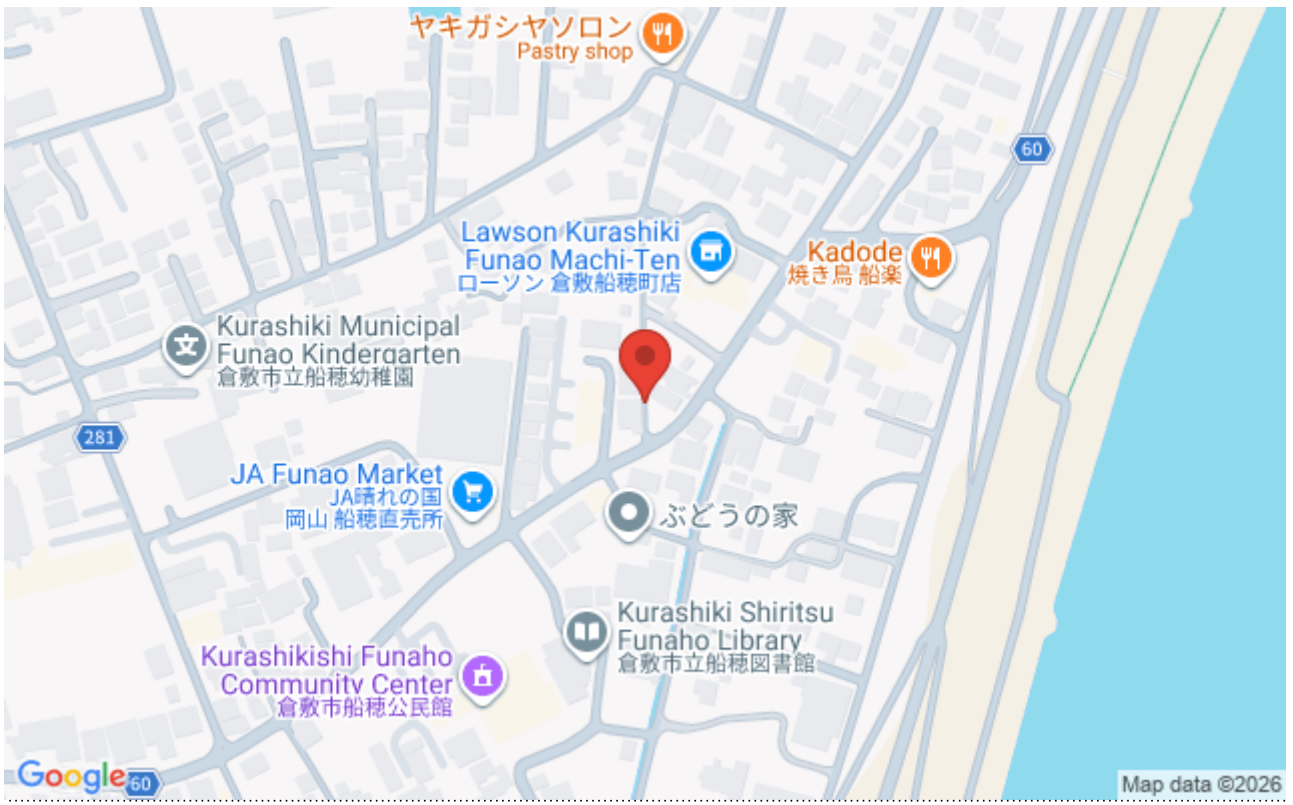 ヤキガシヤソロン
Pastry shop
60
Lawson Kurashiki
Funao Machi-Ten
ローソン 倉敷船穂町店
Kadode
焼き鳥 船楽
Kurashiki Municipal
Funao Kindergarten
倉敷市立船穂幼稚園
281
JA Funao Market
JA晴れの国
岡山 船穂直売所
ぶどうの家
Kurashiki Shiritsu
Funaho Library
倉敷市立船穂図書館
Kurashikishi Funaho
Community Center
倉敷市船穂公民館
Google
60
Map data ©2026